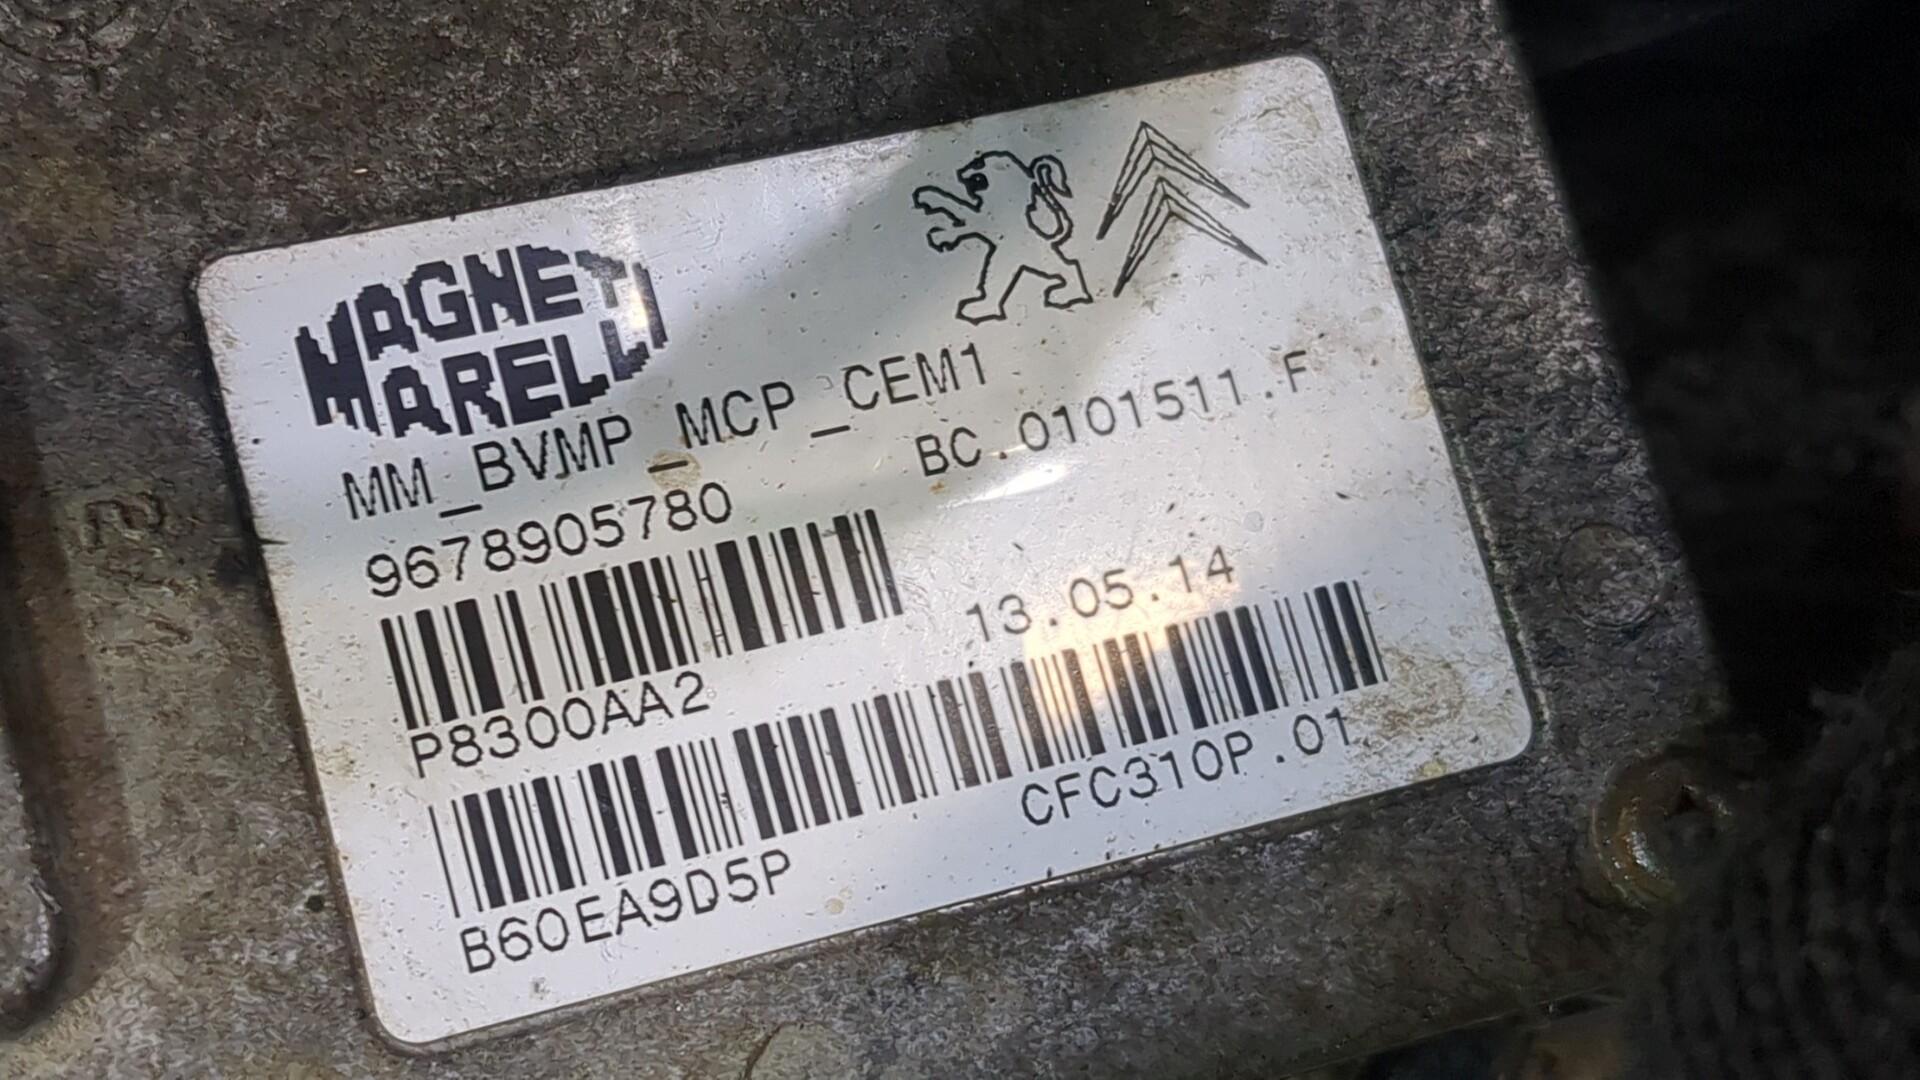 MAGNETI
MARELLI
MM_BVMP_MCP_CEM1
9678905780
BC.0101511.F
13.05.14
P8300AA2
CFC310P.01
B60EA9D5P